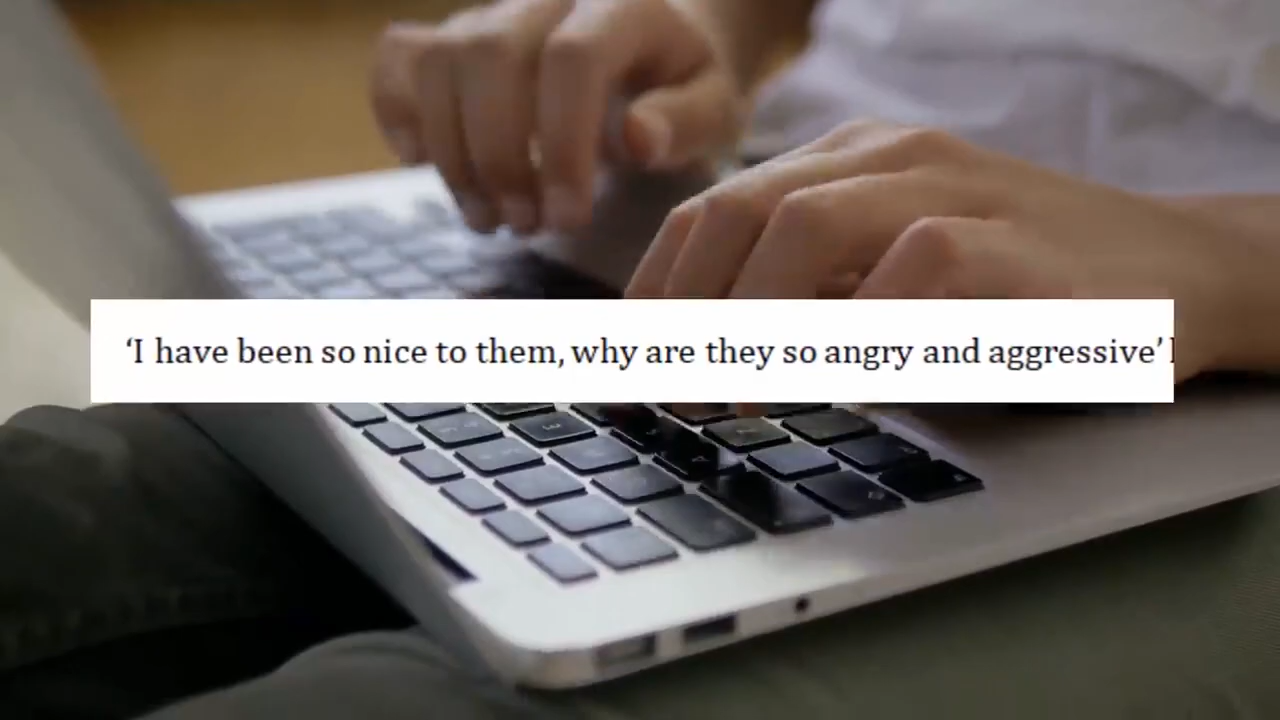 ‘I have been so nice to them, why are they so angry and aggressive’